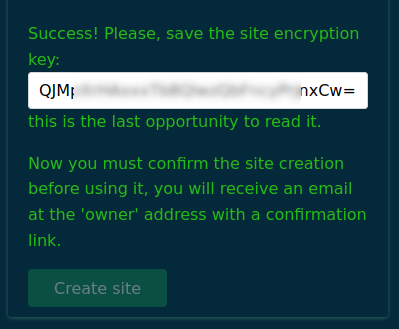 Success! Please, save the site encryption
key:
QJMp nxCw=
this is the last opportunity to read it.
Now you must confirm the site creation
before using it, you will receive an email
at the 'owner' address with a confirmation
link.
Create site